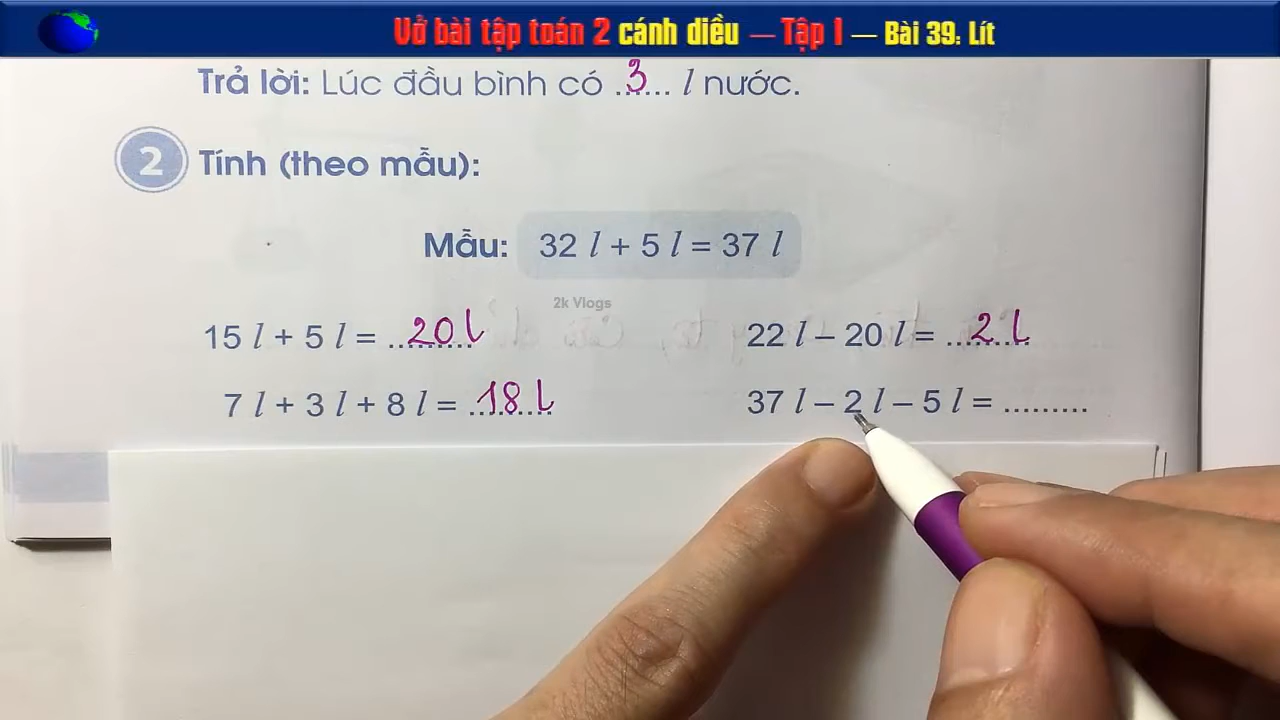 Vở bài tập toán 2 cánh diều – Tập 1 – Bài 39: Lít
Trả lời: Lúc đầu bình có ..3... l nước.
2 Tính (theo mẫu):
Mẫu: 32 l + 5 l = 37 l
2k Vlogs
15 l + 5 l = 20 l
22 l – 20 l = 2 l
7 l + 3 l + 8 l = 18 l
37 l – 2 l – 5 l = .........